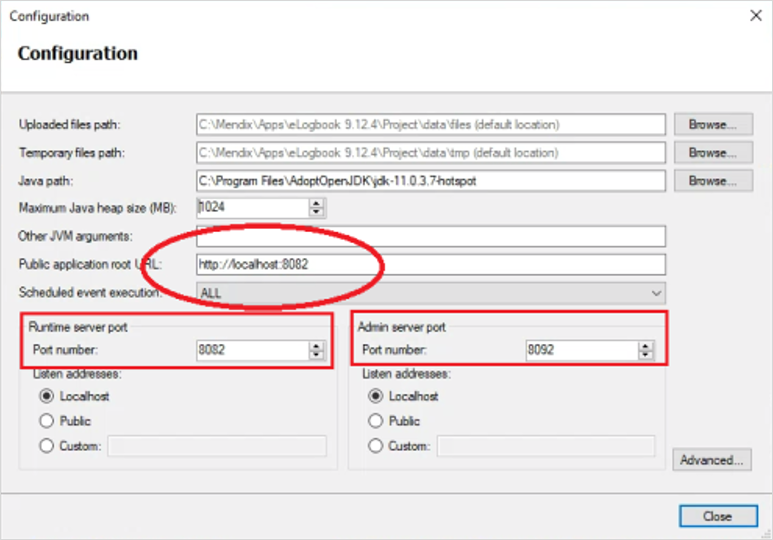 Configuration
Configuration
Uploaded files path: C:\Mendix\Apps\eLogbook 9.12.4\Project\data\files (default location) Browse...
Temporary files path: C:\Mendix\Apps\eLogbook 9.12.4\Project\data\tmp (default location) Browse...
Java path: C:\Program Files\AdoptOpenJDK\jdk-11.0.3.7-hotspot Browse...
Maximum Java heap size (MB): 1024
Other JVM arguments:
Public application root URL: http://localhost:8082
Scheduled event execution: ALL
Runtime server port Admin server port
Port number: 8082 Port number: 8092
Listen addresses: Listen addresses:
Localhost Localhost
Public Public
Custom: Custom:
Advanced...
Close